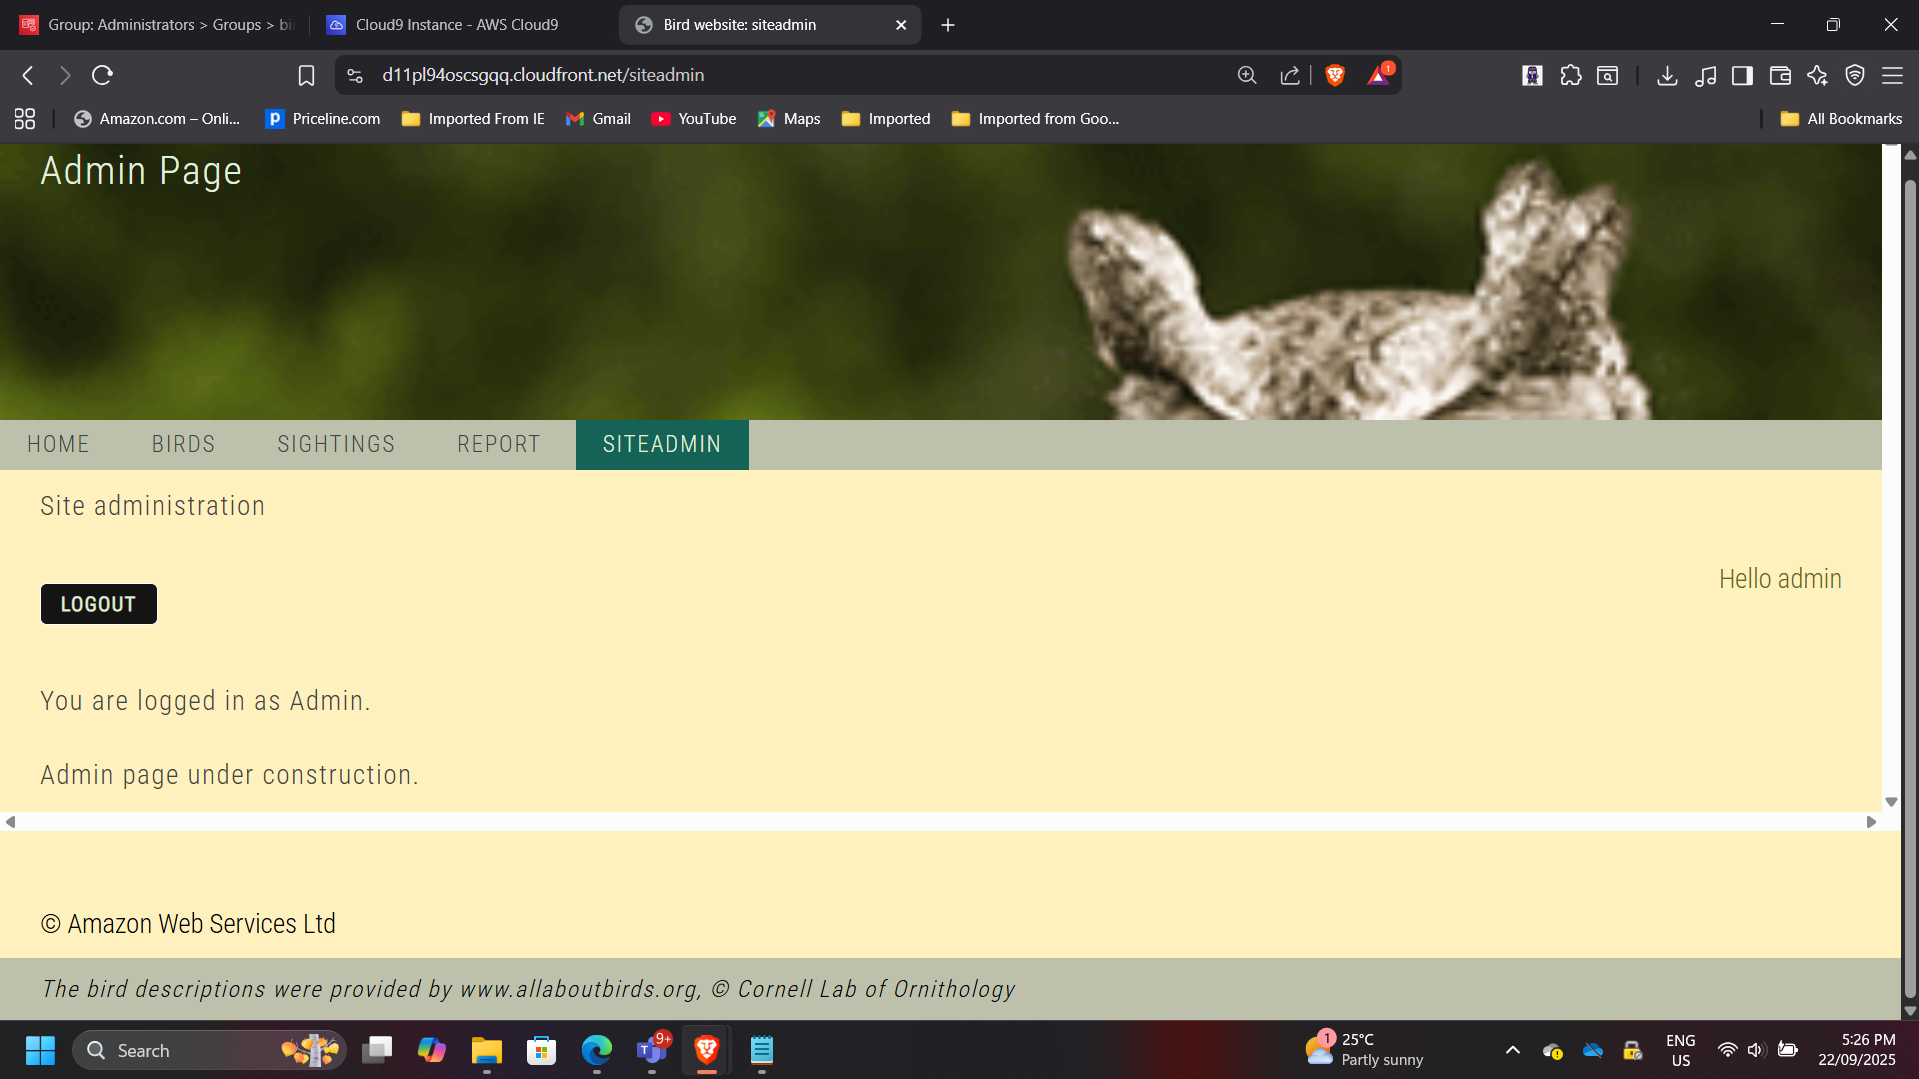 Group: Administrators > Groups > bi
Cloud9 Instance - AWS Cloud9
Bird website: siteadmin
d11pl94oscsgqq.cloudfront.net/siteadmin
1
Amazon.com – Onli...
Priceline.com
Imported From IE
Gmail
YouTube
Maps
Imported
Imported from Goo...
All Bookmarks
Admin Page
HOME
BIRDS
SIGHTINGS
REPORT
SITEADMIN
Site administration
Hello admin
LOGOUT
You are logged in as Admin.
Admin page under construction.
© Amazon Web Services Ltd
The bird descriptions were provided by www.allaboutbirds.org, © Cornell Lab of Ornithology
Search
9+
1
25°C
Partly sunny
ENG
US
5:26 PM
22/09/2025